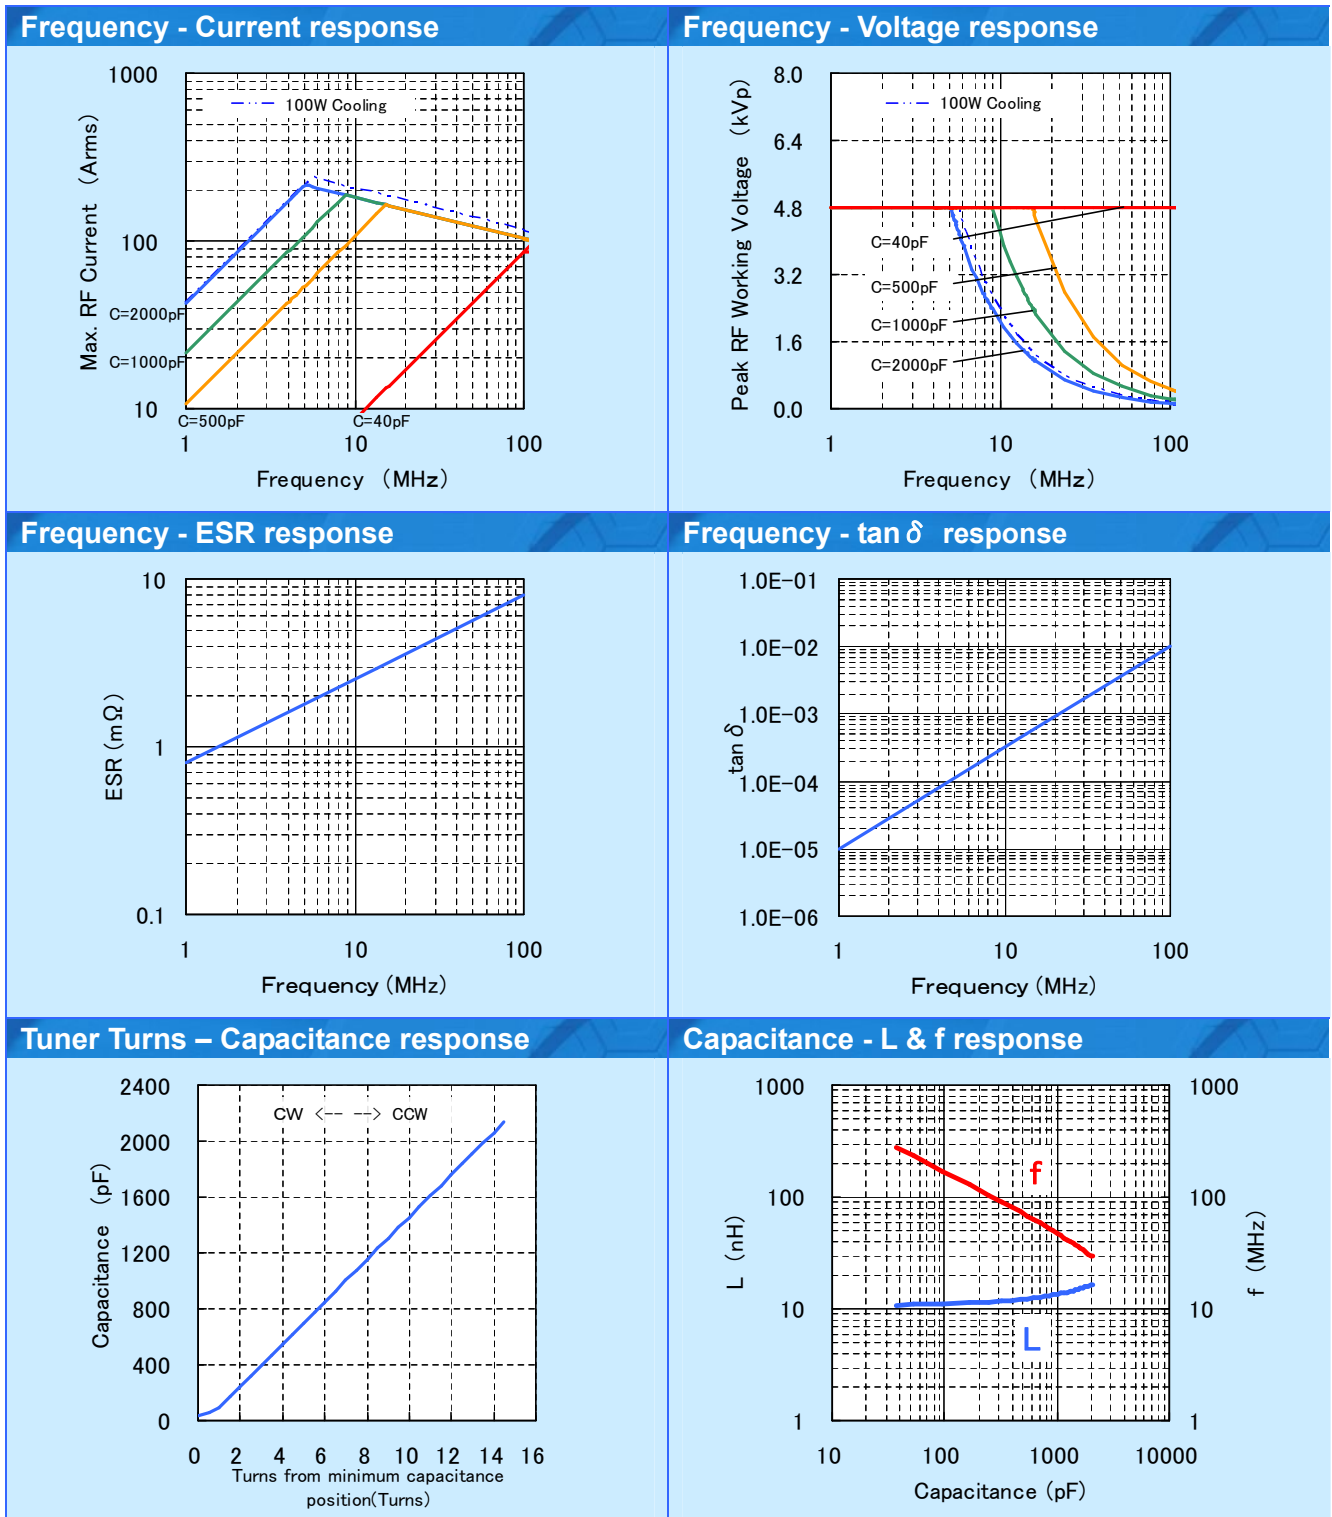 Frequency - Current response
1000
100
10
Max. RF Current (Arms)
100W Cooling
C=2000pF
C=1000pF
C=500pF
C=40pF
1 10 100
Frequency (MHz)
Frequency - Voltage response
8.0
6.4
4.8
3.2
1.6
0.0
Peak RF Working Voltage (kVp)
100W Cooling
C=40pF
C=500pF
C=1000pF
C=2000pF
1 10 100
Frequency (MHz)
Frequency - ESR response
10
1
0.1
ESR (mΩ)
1 10 100
Frequency (MHz)
Frequency - tan δ response
1.0E-01
1.0E-02
1.0E-03
1.0E-04
1.0E-05
1.0E-06
tan δ
1 10 100
Frequency (MHz)
Tuner Turns – Capacitance response
2400
2000
1600
1200
800
400
0
Capacitance (pF)
CW <-- --> CCW
0 2 4 6 8 10 12 14 16
Turns from minimum capacitance
position(Turns)
Capacitance - L & f response
1000
100
10
1
L (nH)
f
L
1000
100
10
1
f (MHz)
10 100 1000 10000
Capacitance (pF)